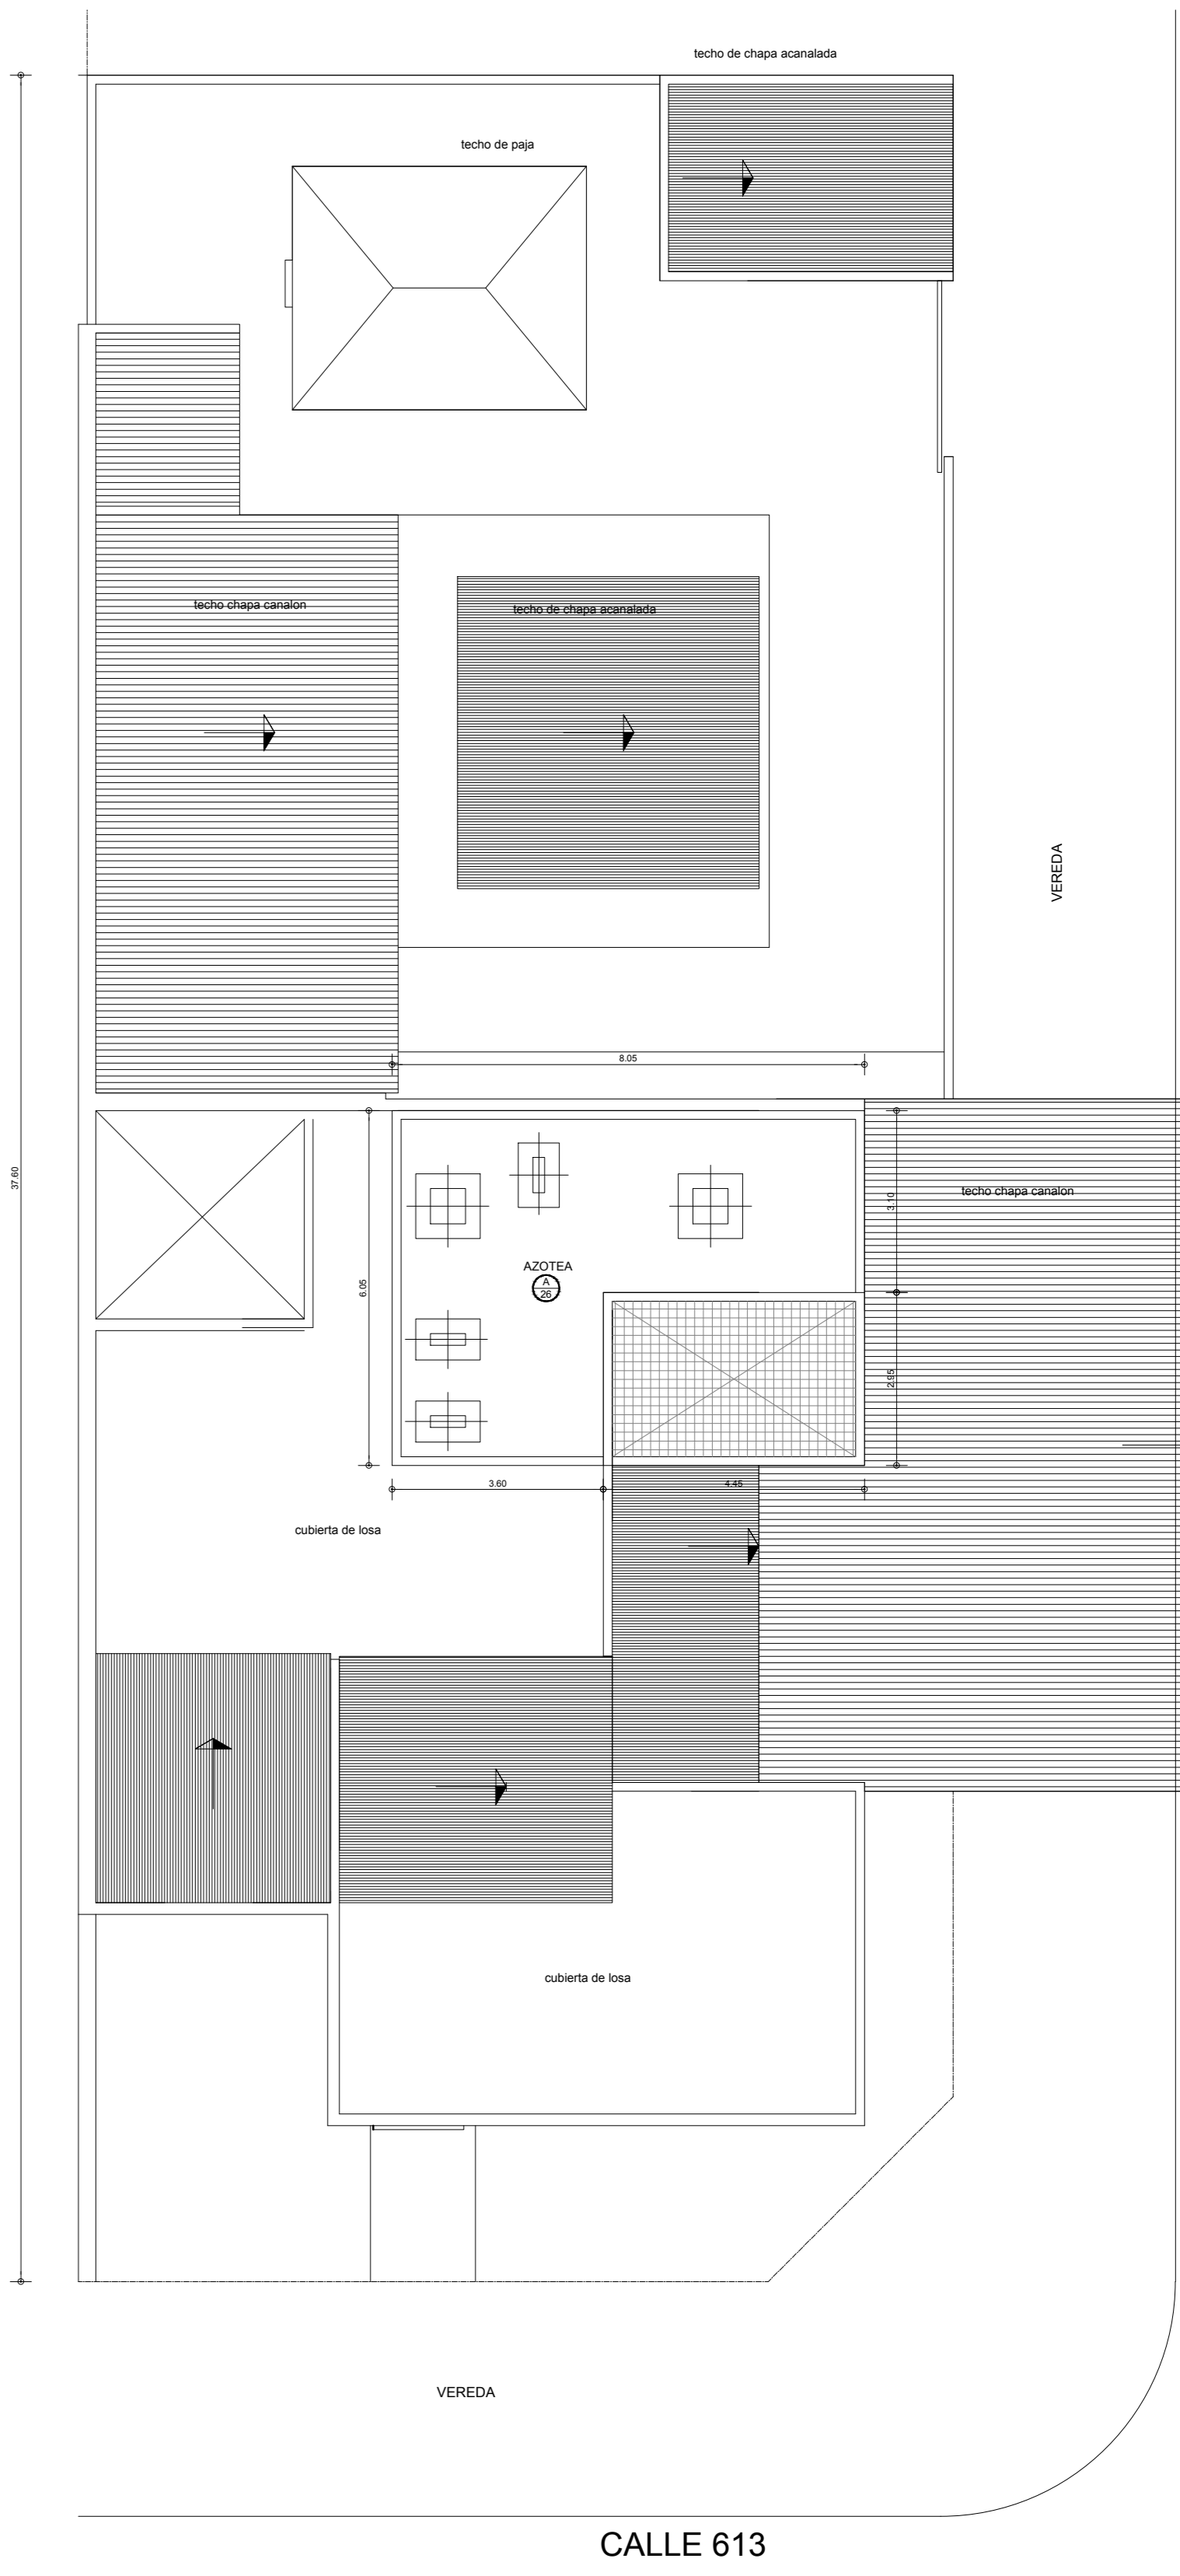 techo de chapa acanalada
techo de paja
techo chapa canalon
techo de chapa acanalada
VEREDA
8.05
37.60
techo chapa canalon
3.10
AZOTEA
A
26
6.05
2.95
3.60
4.45
cubierta de losa
cubierta de losa
VEREDA
CALLE 613